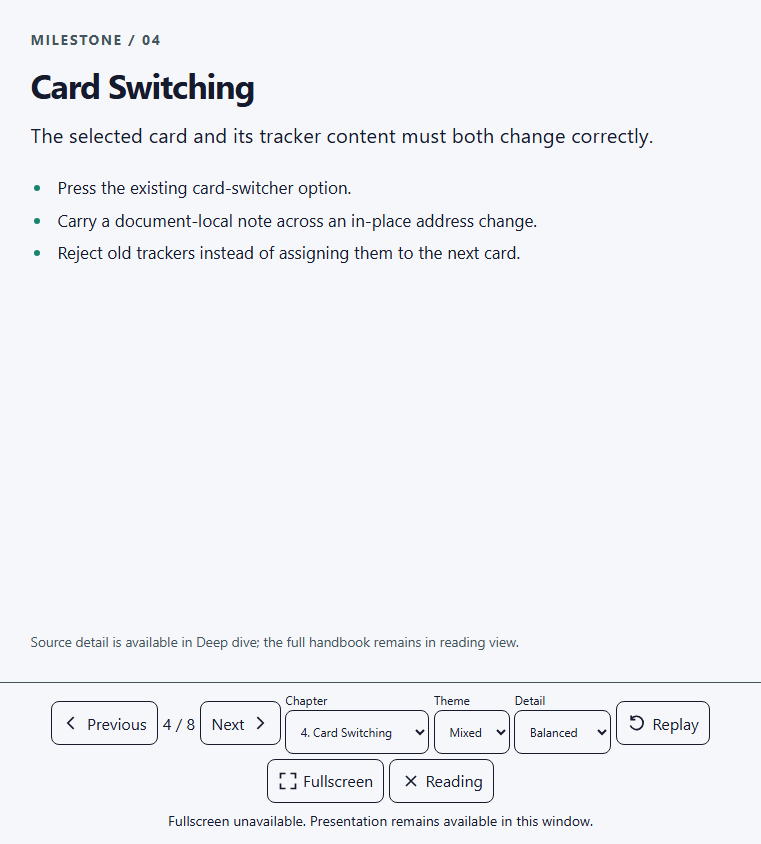 MILESTONE / 04
Card Switching
The selected card and its tracker content must both change correctly.
Press the existing card-switcher option.
Carry a document-local note across an in-place address change.
Reject old trackers instead of assigning them to the next card.
Source detail is available in Deep dive; the full handbook remains in reading view.
Chapter Theme Detail
Previous 4 / 8 Next 4. Card Switching Mixed Balanced Replay
Fullscreen Reading
Fullscreen unavailable. Presentation remains available in this window.